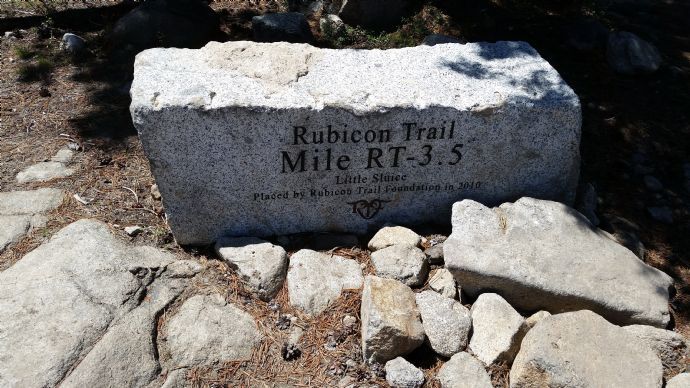 Rubicon Trail
Mile RT-3.5
Little Sluice
Placed by Rubicon Trail Foundation in 2010